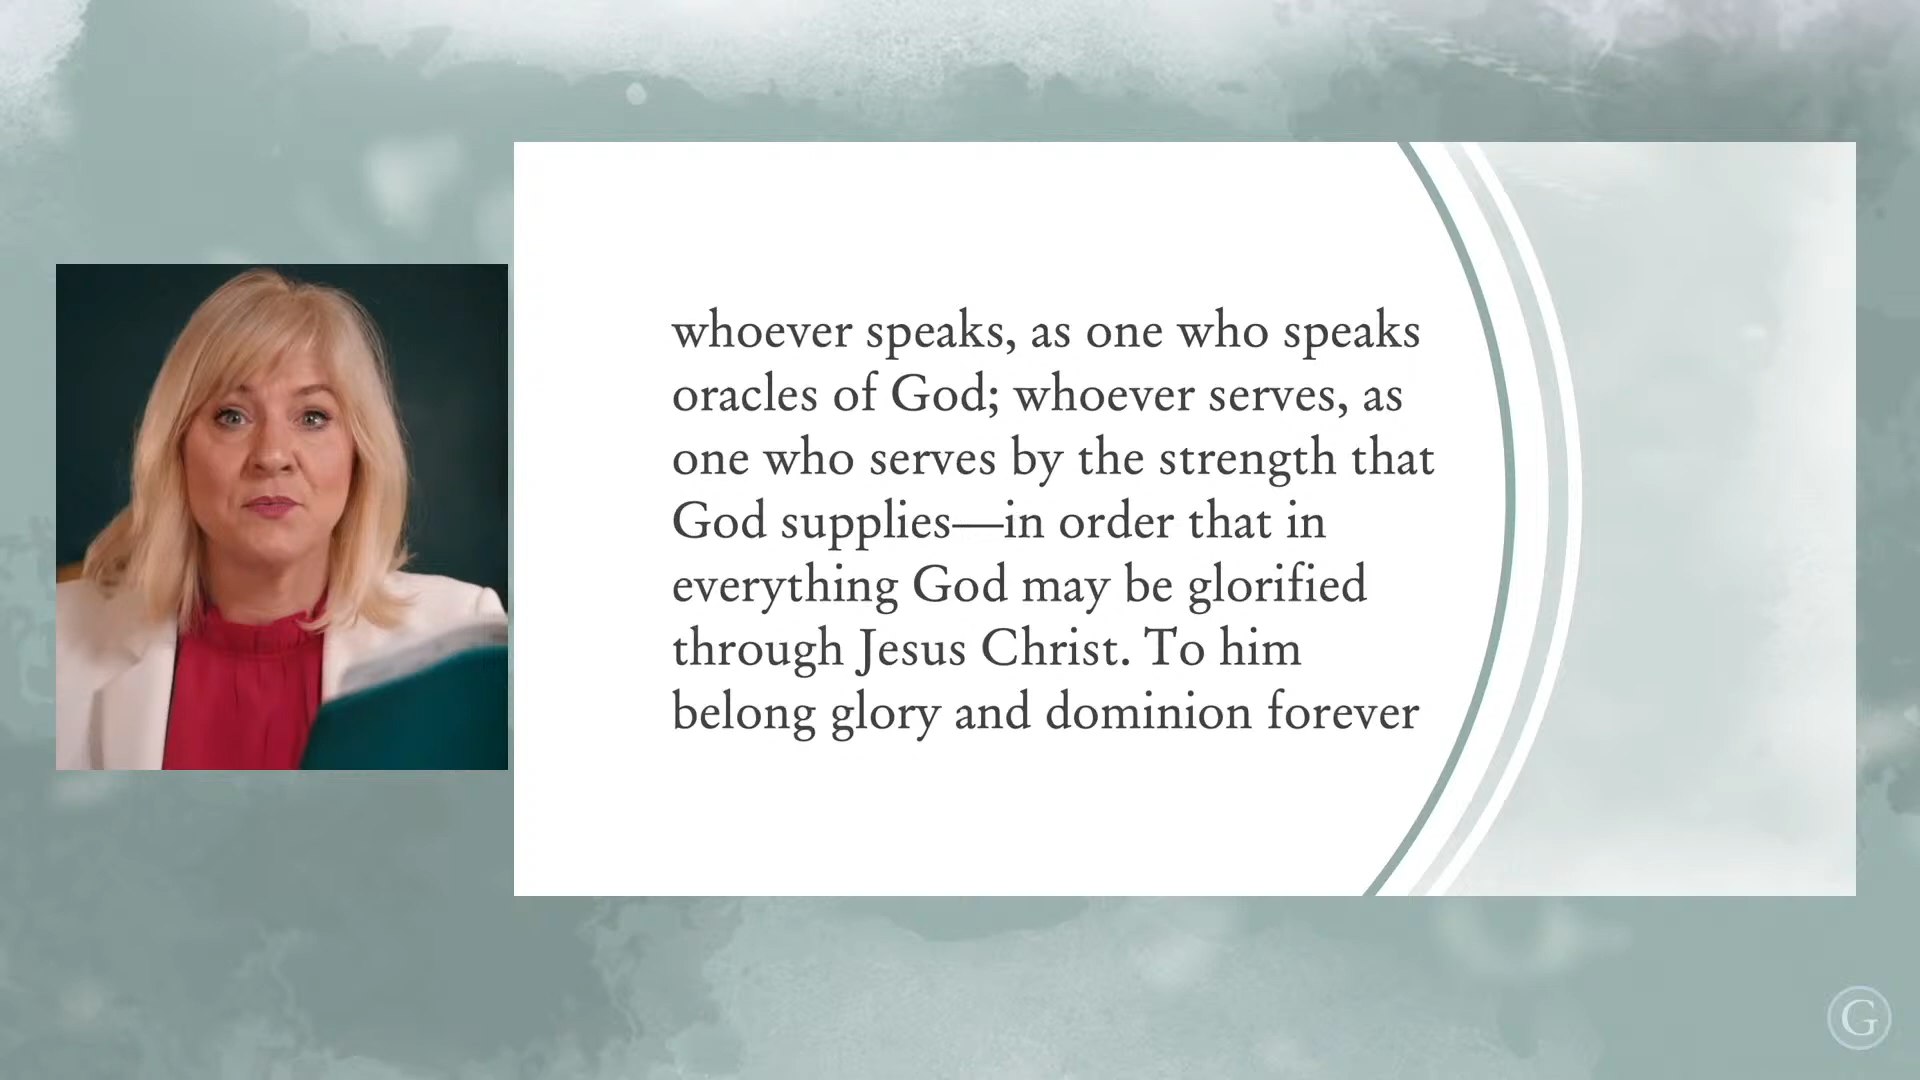 whoever speaks, as one who speaks
oracles of God; whoever serves, as
one who serves by the strength that
God supplies—in order that in
everything God may be glorified
through Jesus Christ. To him
belong glory and dominion forever
G